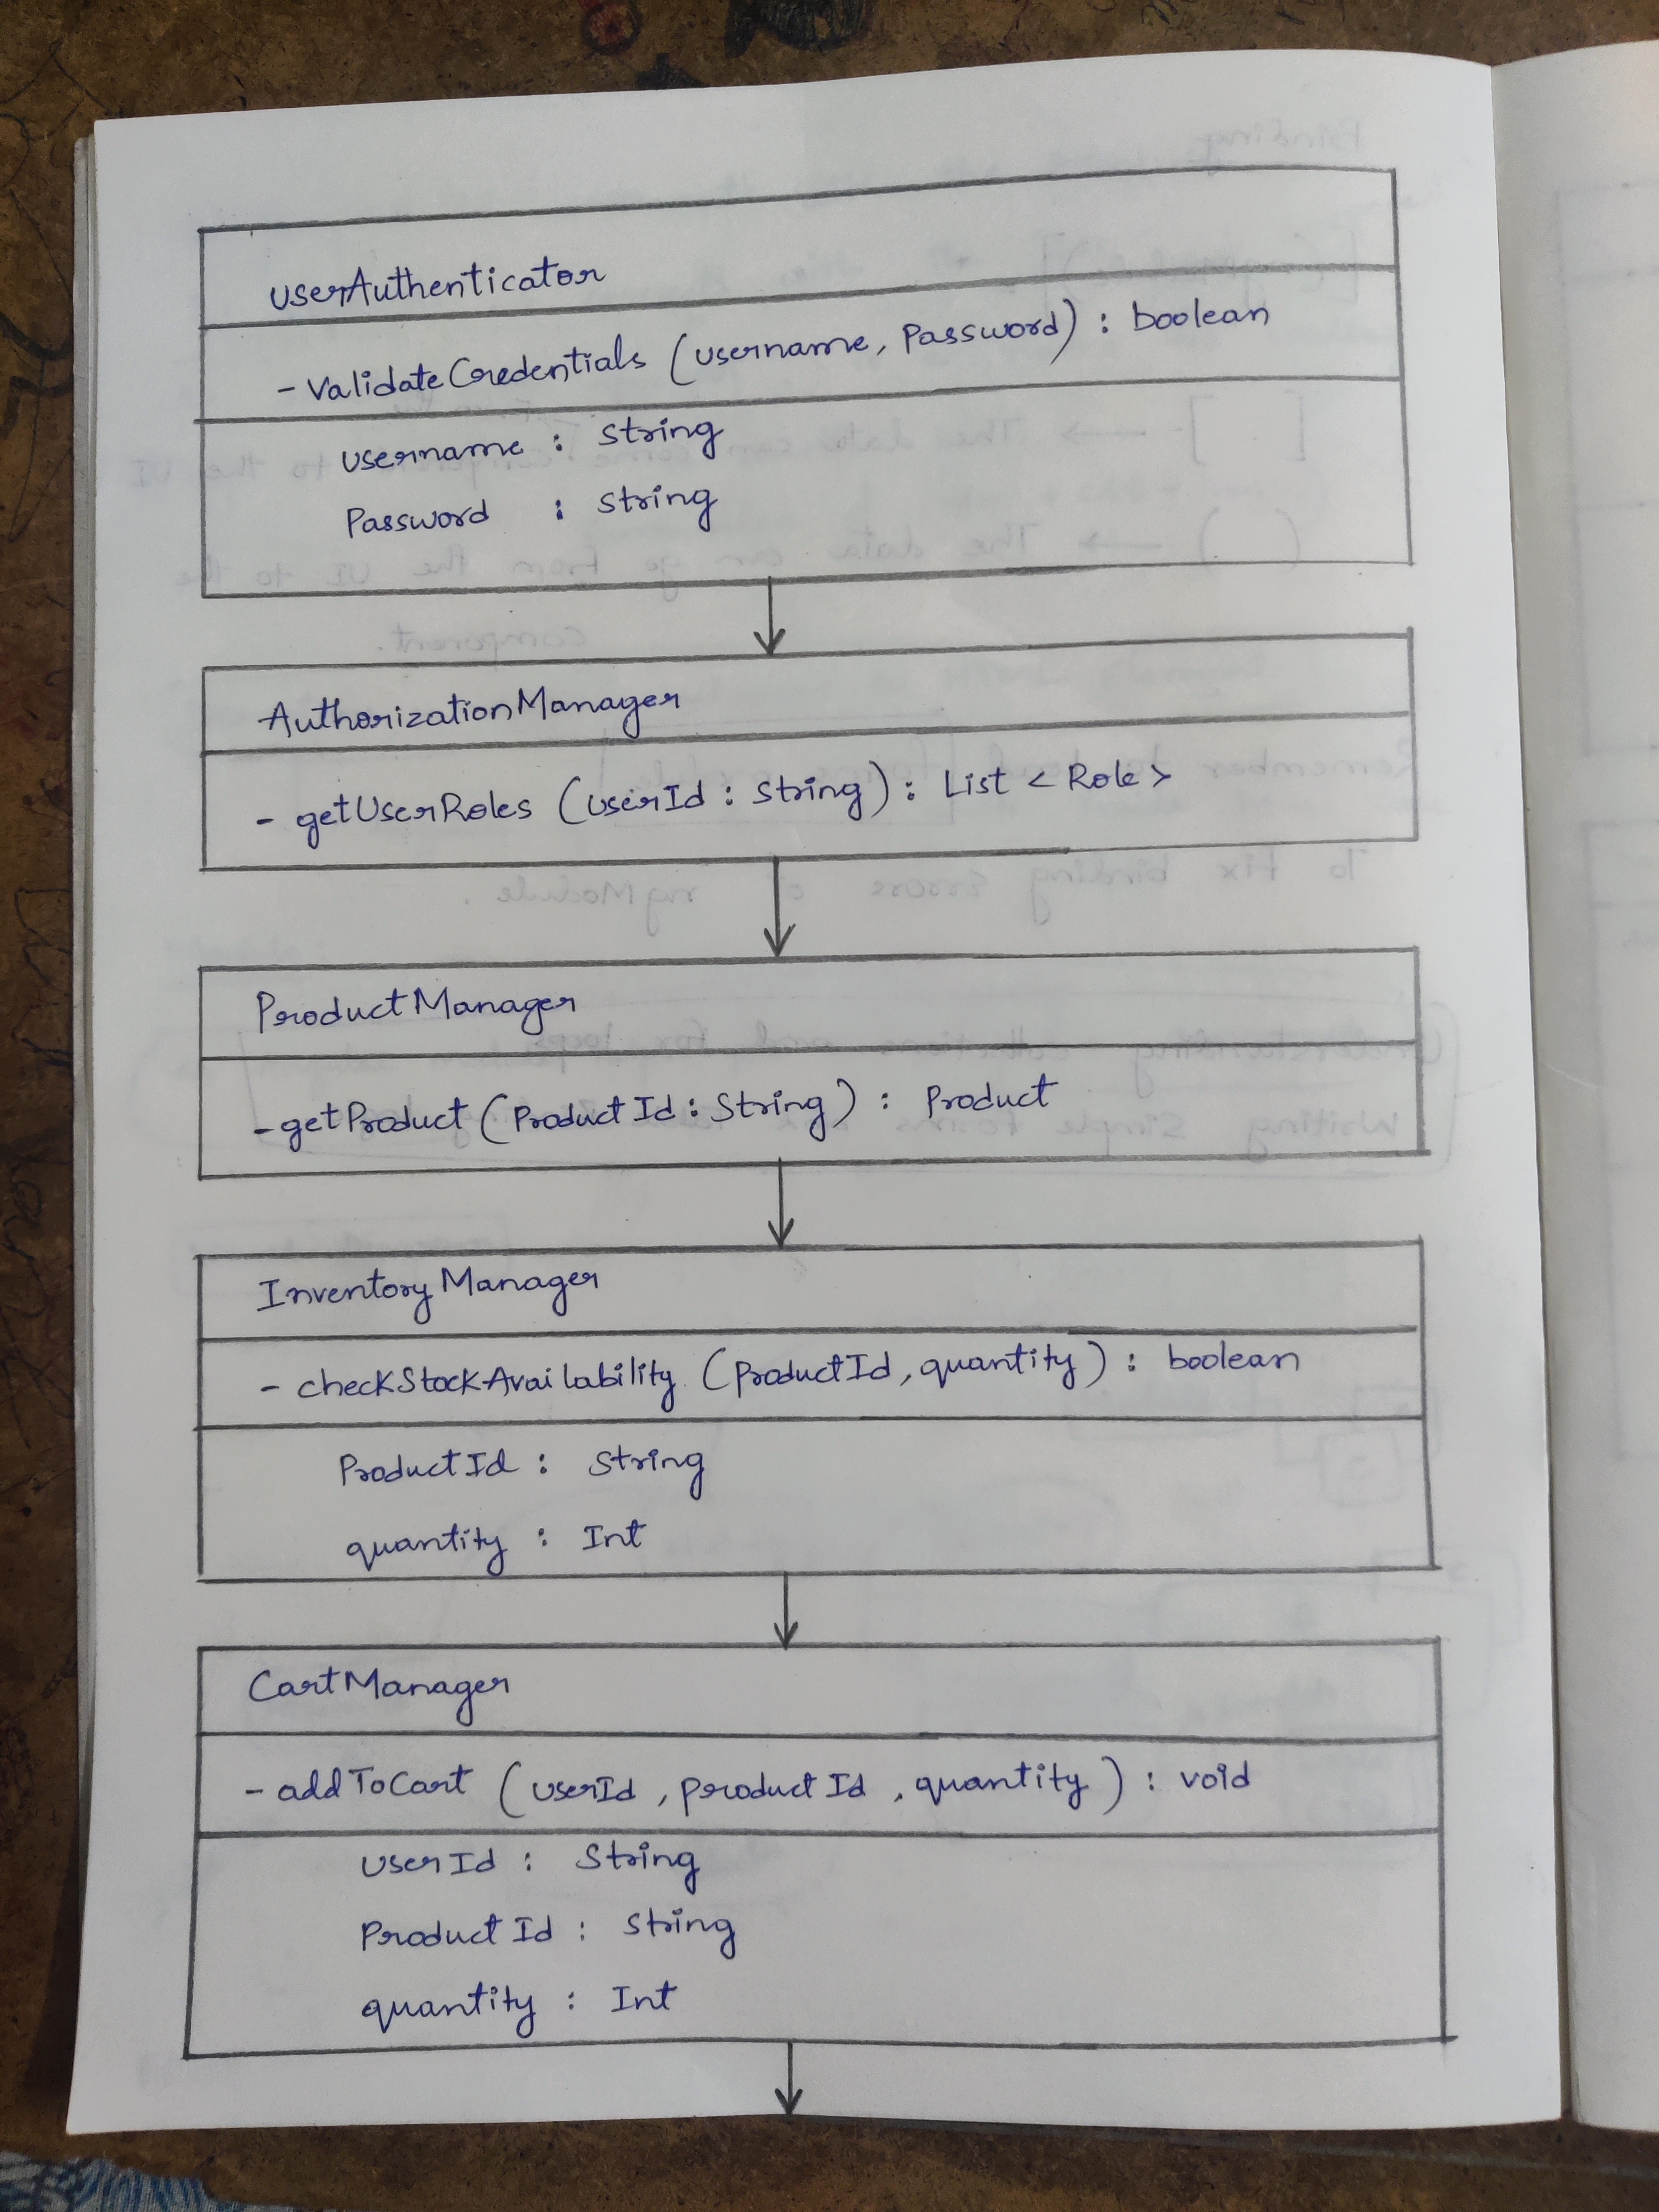 userAuthenticator
- ValidateCredentials (username, Password) : boolean
username : string
Password : string
AuthorizationManager
- getUserRoles (userId : string) : List < Role >
ProductManager
- getProduct (ProductId : String) : Product
InventoryManager
- checkStockAvailability (ProductId, quantity) : boolean
ProductId : String
quantity : Int
CartManager
- addToCart (userId, productId, quantity) : void
userId : String
ProductId : string
quantity : Int